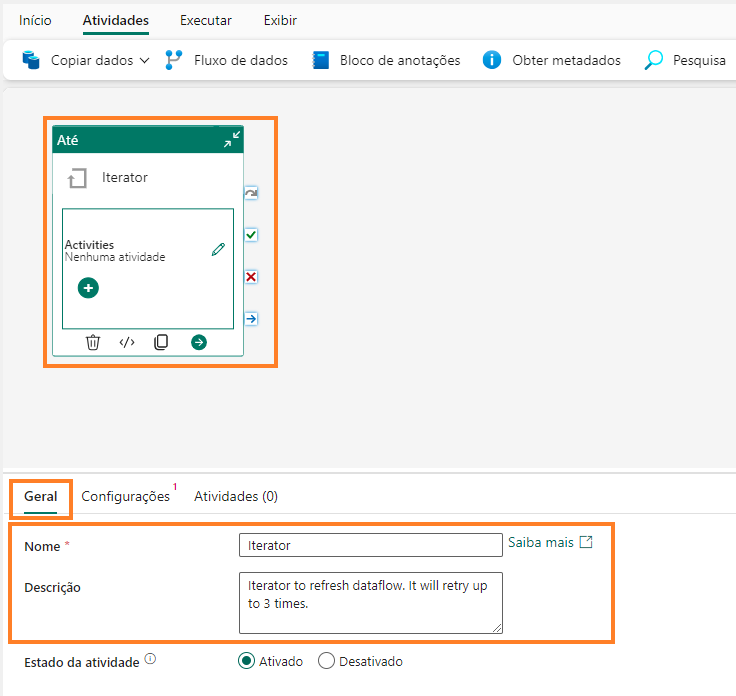 Início Atividades Executar Exibir
Copiar dados Fluxo de dados Bloco de anotações Obter metadados Pesquisa
Até
Iterator
Activities
Nenhuma atividade
Geral Configurações 1 Atividades (0)
Nome * Iterator Saiba mais
Descrição Iterator to refresh dataflow. It will retry up
to 3 times.
Estado da atividade Ativado Desativado